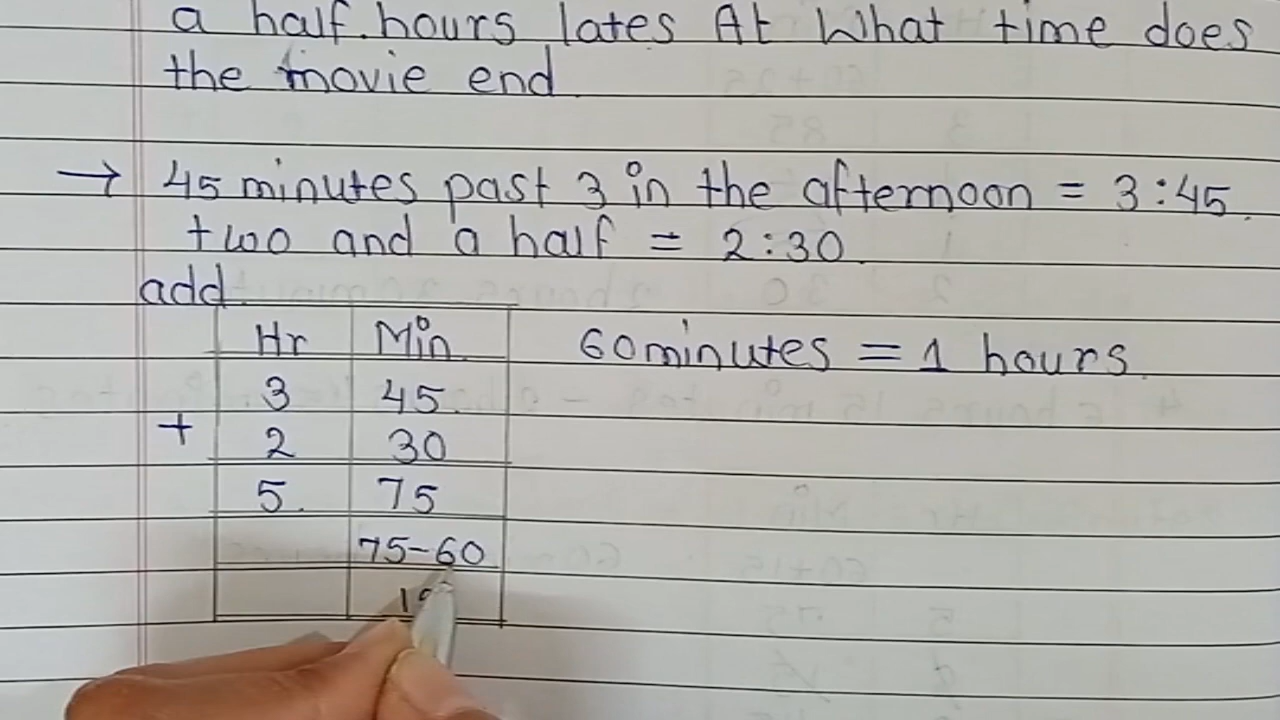 a half.hours lates At What time does
the movie end
→ 45 minutes past 3 in the afternoon = 3:45.
two and a half = 2:30.
add.
Hr Min.
60minutes = 1 hours.
3 45.
+ 2 30
5. 75
75-60